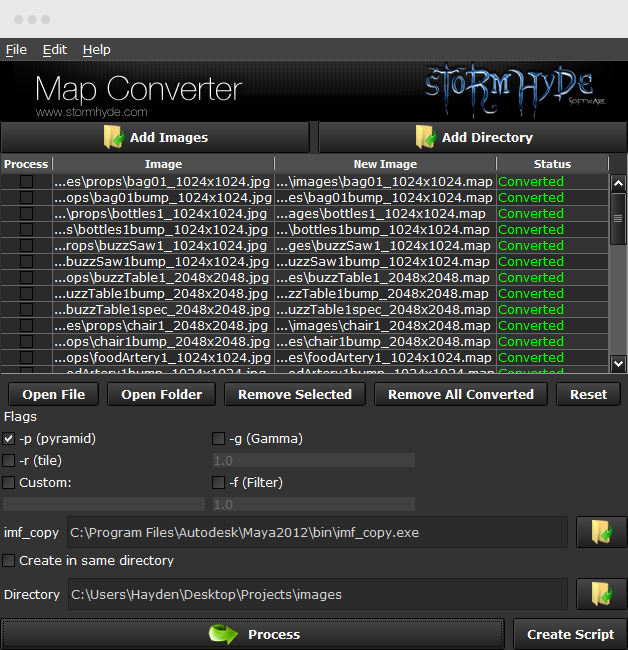 File Edit Help
Map Converter
www.stormhyde.com
STORMHYDE
SOFTWARE
Add Images Add Directory
Process Image New Image Status
...es\props\bag01_1024x1024.jpg ...\images\bag01_1024x1024.map Converted
...ops\bag01bump_1024x1024.jpg ...es\bag01bump_1024x1024.map Converted
...\props\bottles1_1024x1024.jpg ...ages\bottles1_1024x1024.map Converted
...s\bottles1bump_1024x1024.jpg ...\bottles1bump_1024x1024.map Converted
...rops\buzzSaw1_1024x1024.jpg ...ges\buzzSaw1_1024x1024.map Converted
...buzzSaw1bump_1024x1024.jpg ...uzzSaw1bump_1024x1024.map Converted
...ops\buzzTable1_2048x2048.jpg ...es\buzzTable1_2048x2048.map Converted
...uzzTable1bump_2048x2048.jpg ...zzTable1bump_2048x2048.map Converted
...buzzTable1spec_2048x2048.jpg ...uzzTable1spec_2048x2048.map Converted
...es\props\chair1_2048x2048.jpg ...\images\chair1_2048x2048.map Converted
...ops\chair1bump_2048x2048.jpg ...es\chair1bump_2048x2048.map Converted
...ops\foodArtery1_1024x1024.jpg ...es\foodArtery1_1024x1024.map Converted
...odArtery1bump_1024x1024.jpg ...dArtery1bump_1024x1024.map Converted
Open File Open Folder Remove Selected Remove All Converted Reset
Flags
-p (pyramid) -g (Gamma)
-r (tile) 1.0
Custom: -f (Filter)
1.0
imf_copy C:\Program Files\Autodesk\Maya2012\bin\imf_copy.exe
Create in same directory
Directory C:\Users\Hayden\Desktop\Projects\images
Process Create Script